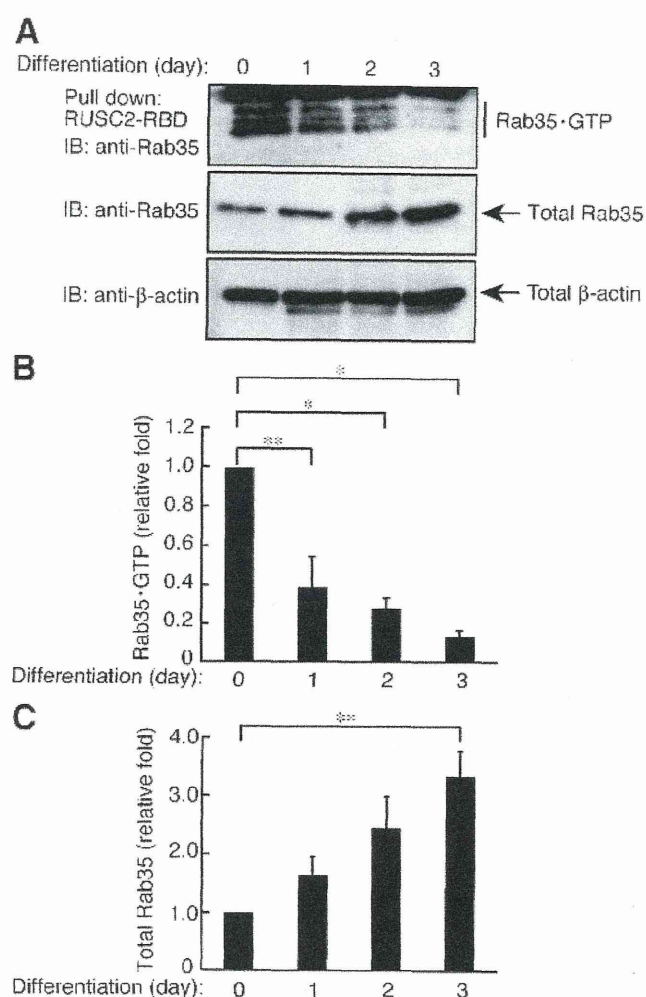 A
Differentiation (day): 0 1 2 3
Pull down:
RUSC2-RBD
IB: anti-Rab35
Rab35·GTP
IB: anti-Rab35
Total Rab35
IB: anti-β-actin
Total β-actin
B
*
*
**
Rab35·GTP (relative fold)
1.2
1.0
0.8
0.6
0.4
0.2
0
Differentiation (day): 0 1 2 3
C
**
Total Rab35 (relative fold)
4.0
3.0
2.0
1.0
0
Differentiation (day): 0 1 2 3